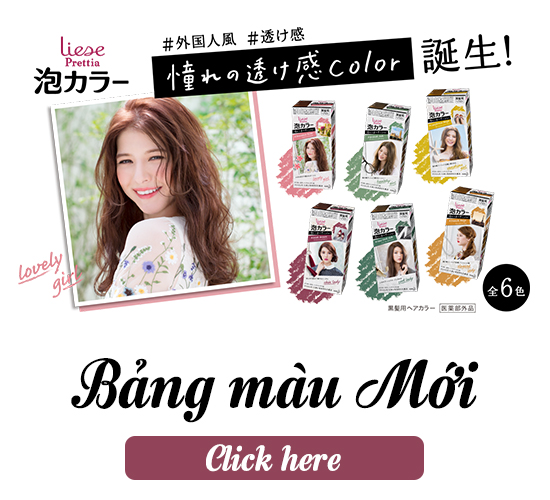 Liese
Prettia
泡カラー
#外国人風 #透け感
憧れの透け感Color
誕生!
lovely
girl
全6色
黒髪用ヘアカラー 医薬部外品
Bảng màu Mới
Click here